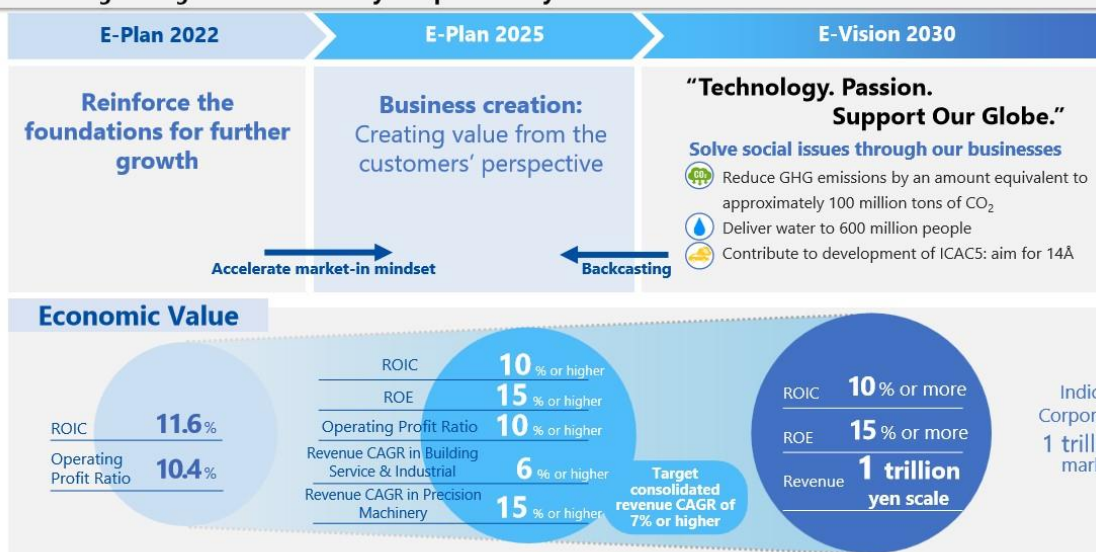 E-Plan 2022
E-Plan 2025
E-Vision 2030
Reinforce the
foundations for further
growth
Business creation:
Creating value from the
customers' perspective
"Technology. Passion.
Support Our Globe."
Solve social issues through our businesses
CO₂
Reduce GHG emissions by an amount equivalent to
approximately 100 million tons of CO₂
Deliver water to 600 million people
Contribute to development of ICAC5: aim for 14Å
Accelerate market-in mindset
Backcasting
Economic Value
ROIC 11.6%
Operating
Profit Ratio 10.4%
ROIC 10 % or higher
ROE 15 % or higher
Operating Profit Ratio 10 % or higher
Revenue CAGR in Building
Service & Industrial 6 % or higher
Revenue CAGR in Precision
Machinery 15 % or higher
Target
consolidated
revenue CAGR of
7% or higher
ROIC 10 % or more
ROE 15 % or more
Revenue 1 trillion
yen scale
1 trill